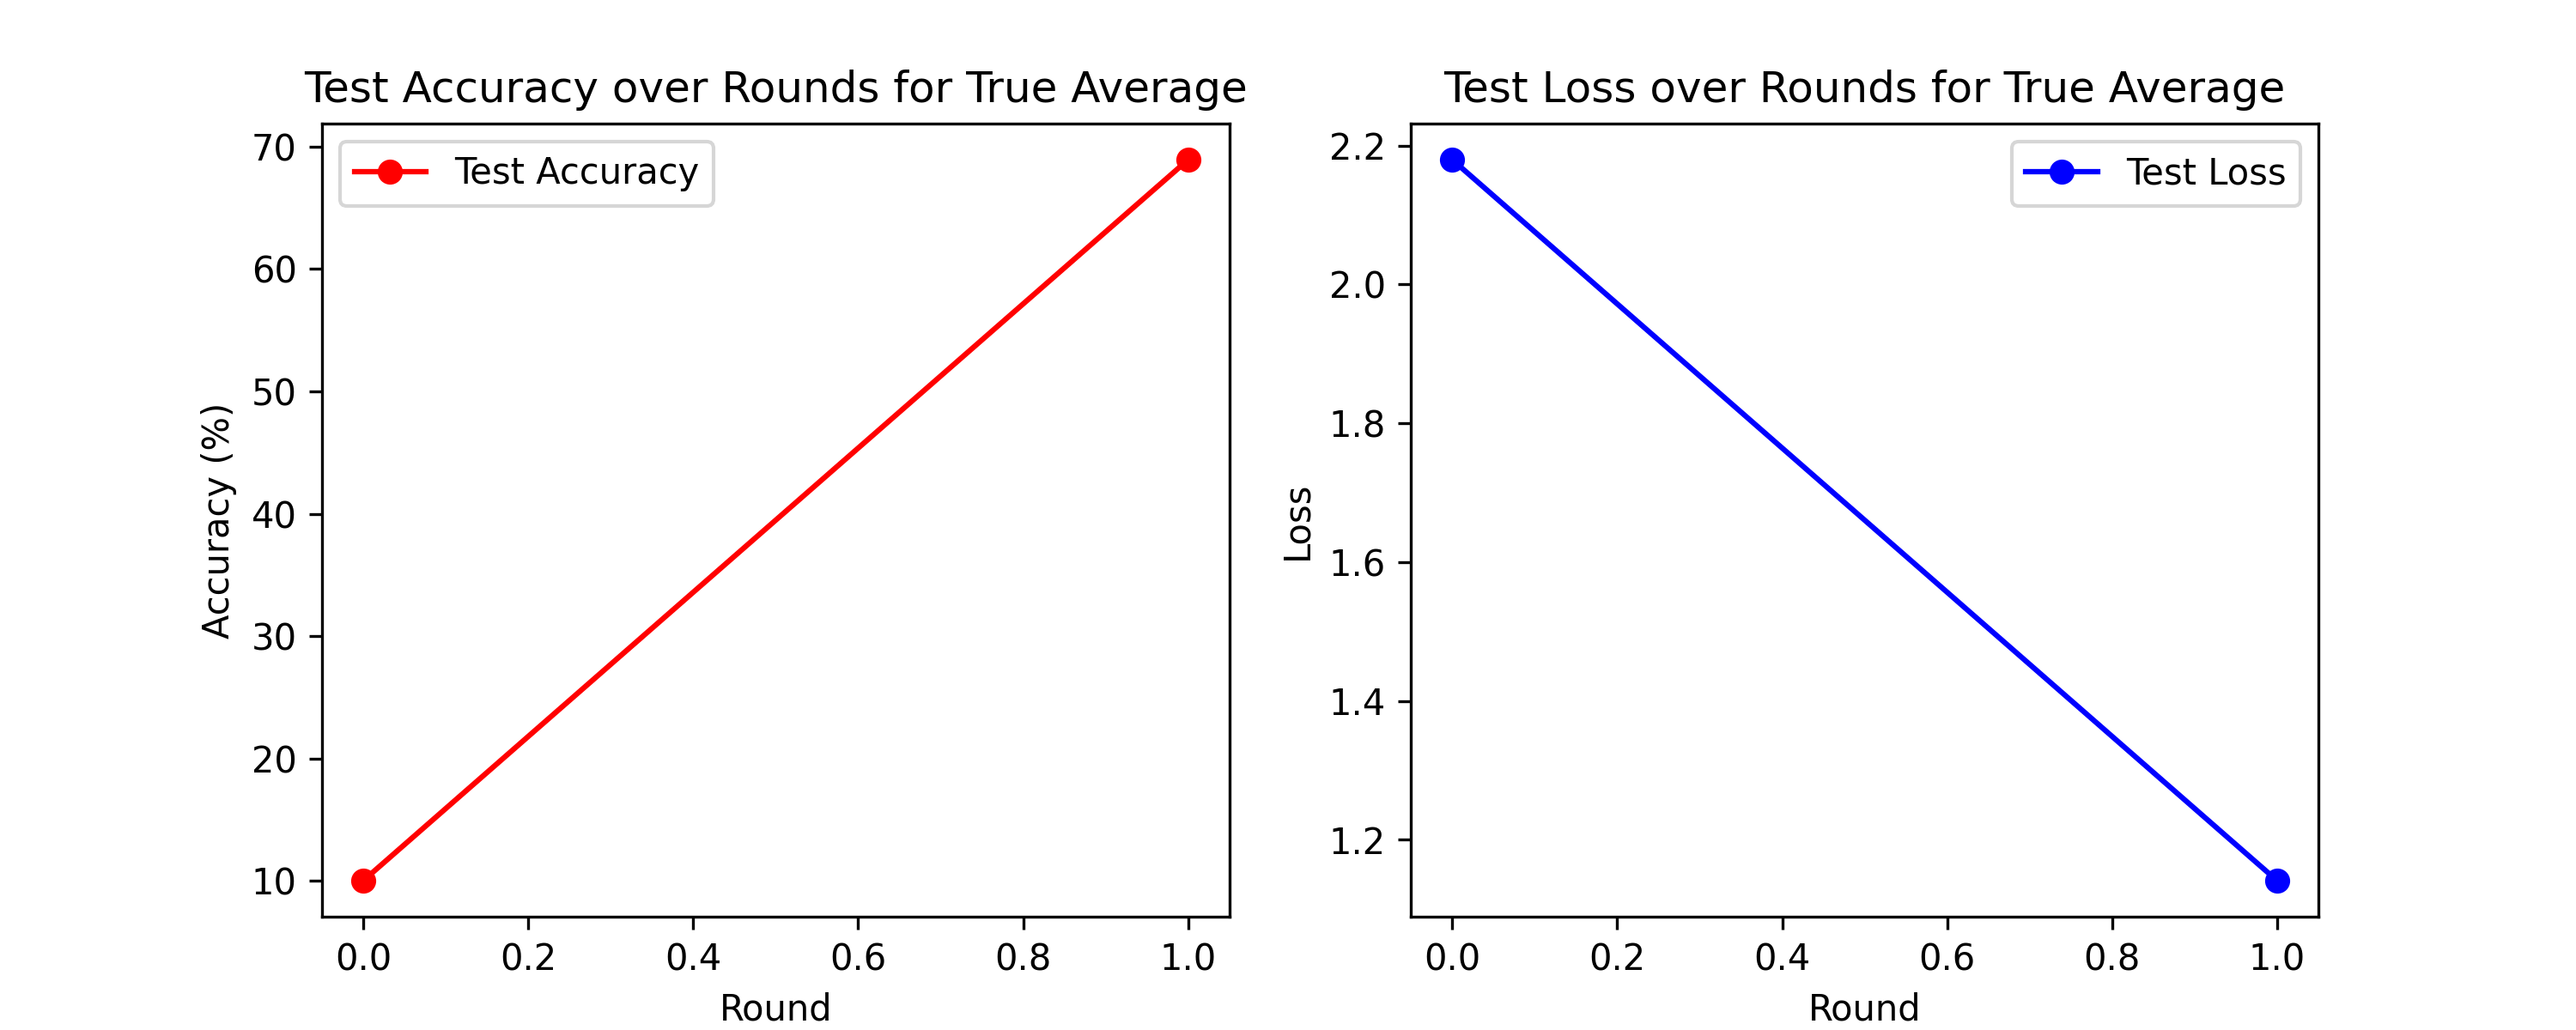 Test Accuracy over Rounds for True Average
Test Accuracy
70
60
50
40
30
20
10
Accuracy (%)
0.0 0.2 0.4 0.6 0.8 1.0
Round
Test Loss over Rounds for True Average
Test Loss
2.2
2.0
1.8
1.6
1.4
1.2
Loss
0.0 0.2 0.4 0.6 0.8 1.0
Round